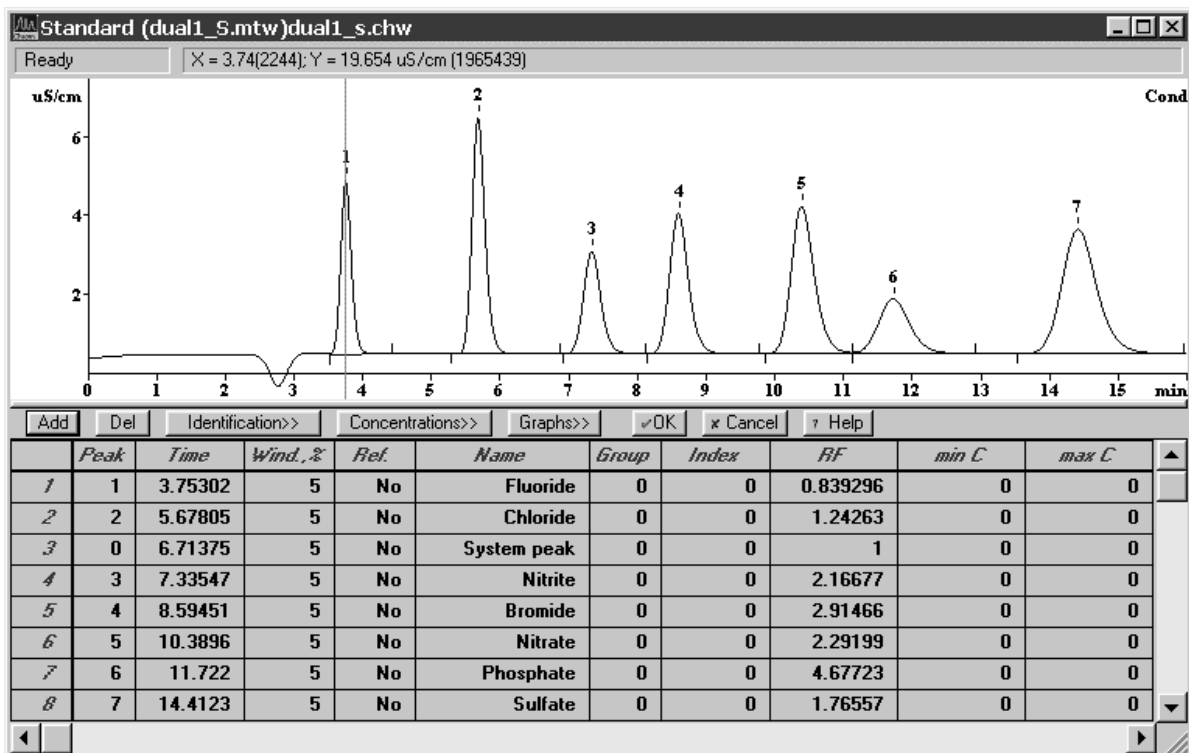 Standard (dual1_S.mtw)dual1_s.chw
Ready X = 3.74(2244); Y = 19.654 uS/cm (1965439)
uS/cm Cond
6
4
2
1 2 3 4 5 6 7
0 1 2 3 4 5 6 7 8 9 10 11 12 13 14 15 min
Add Del Identification>> Concentrations>> Graphs>> OK Cancel ? Help
Peak Time Wind.,% Ref. Name Group Index RF min C max C
1 1 3.75302 5 No Fluoride 0 0 0.839296 0 0
2 2 5.67805 5 No Chloride 0 0 1.24263 0 0
3 0 6.71375 5 No System peak 0 0 1 0 0
4 3 7.33547 5 No Nitrite 0 0 2.16677 0 0
5 4 8.59451 5 No Bromide 0 0 2.91466 0 0
6 5 10.3896 5 No Nitrate 0 0 2.29199 0 0
7 6 11.722 5 No Phosphate 0 0 4.67723 0 0
8 7 14.4123 5 No Sulfate 0 0 1.76557 0 0